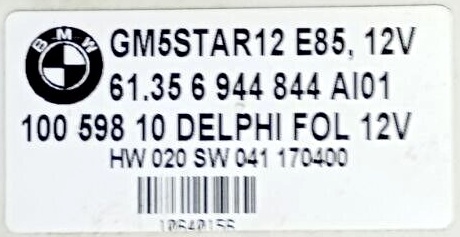 BMW
GM5STAR12 E85, 12V
61.35 6 944 844 AI01
100 598 10 DELPHI FOL 12V
HW 020 SW 041 170400
10640156